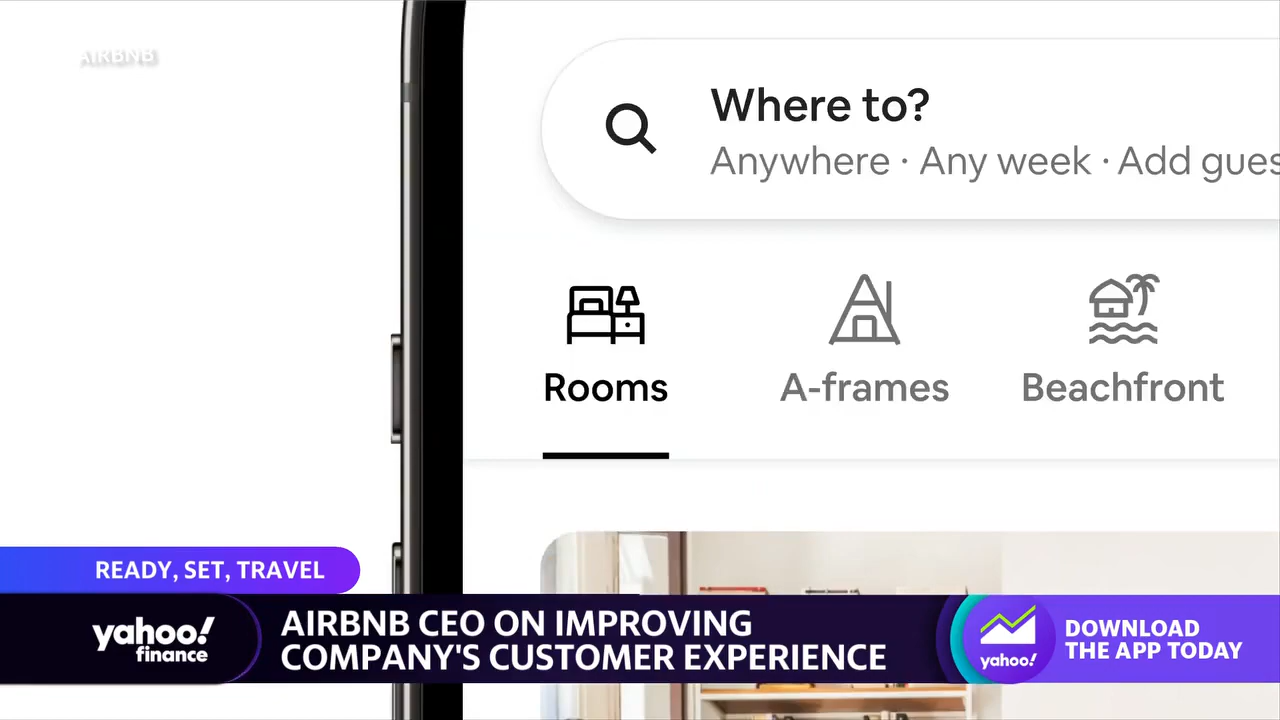 AIRBNB
Where to?
Anywhere · Any week · Add gues
Rooms
A-frames
Beachfront
READY, SET, TRAVEL
yahoo!
finance
AIRBNB CEO ON IMPROVING
COMPANY'S CUSTOMER EXPERIENCE
yahoo!
DOWNLOAD
THE APP TODAY